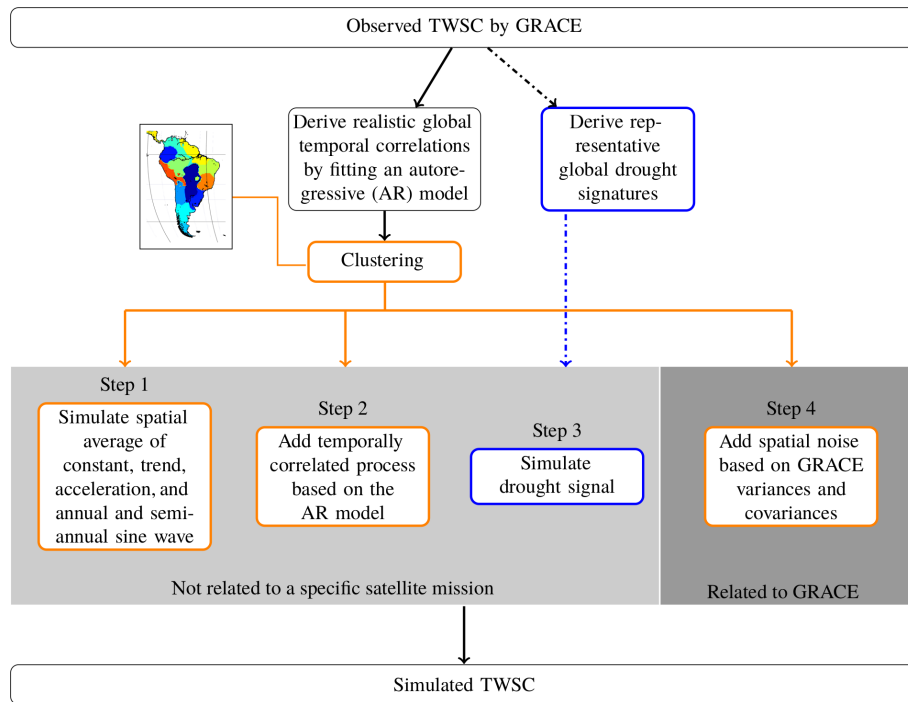 Observed TWSC by GRACE
Derive realistic global
temporal correlations
by fitting an autore-
gressive (AR) model
Derive rep-
resentative
global drought
signatures
Clustering
Step 1
Simulate spatial
average of
constant, trend,
acceleration, and
annual and semi-
annual sine wave
Step 2
Add temporally
correlated process
based on the
AR model
Step 3
Simulate
drought signal
Step 4
Add spatial noise
based on GRACE
variances and
covariances
Not related to a specific satellite mission
Related to GRACE
Simulated TWSC